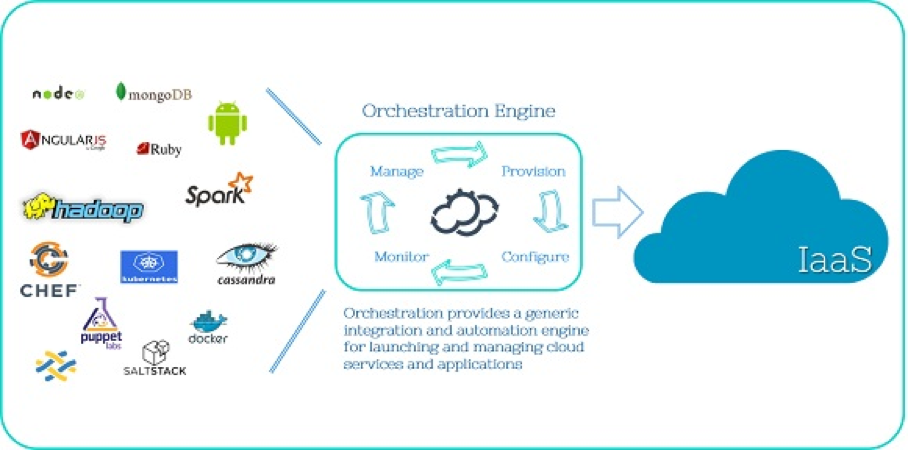 node
mongoDB
ANGULARJS
by Google
Ruby
Spark
hadoop
CHEF
kubernetes
cassandra
puppet
labs
docker
SALTSTACK
Orchestration Engine
Manage
Provision
Monitor
Configure
Orchestration provides a generic
integration and automation engine
for launching and managing cloud
services and applications
IaaS